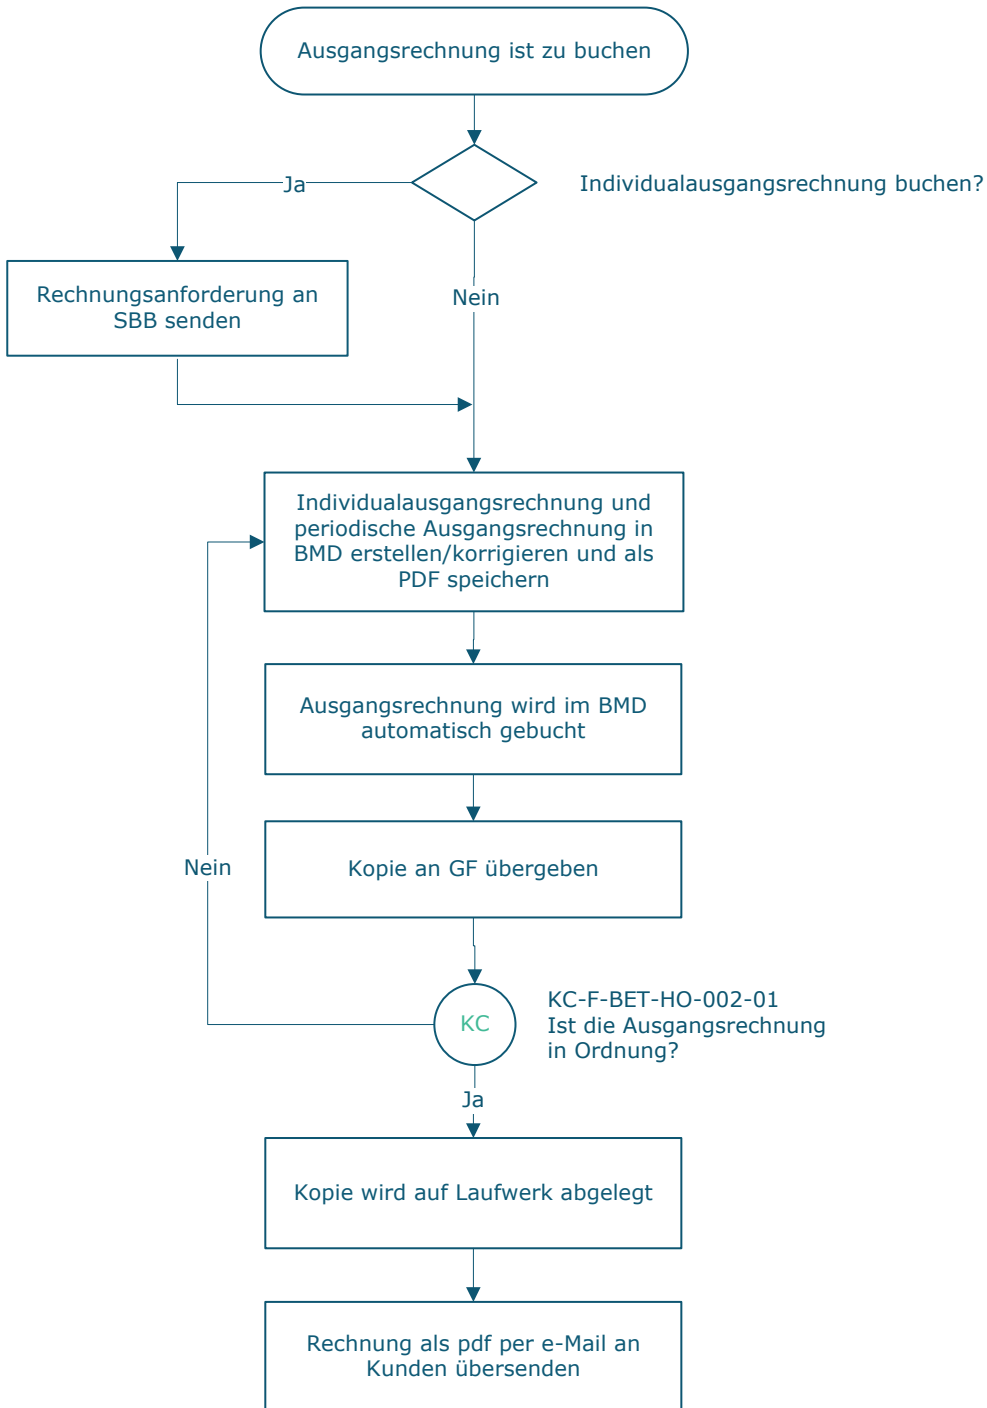 Ausgangsrechnung ist zu buchen
Ja
Individualausgangsrechnung buchen?
Rechnungsanforderung an
SBB senden
Nein
Individualausgangsrechnung und
periodische Ausgangsrechnung in
BMD erstellen/korrigieren und als
PDF speichern
Ausgangsrechnung wird im BMD
automatisch gebucht
Nein
Kopie an GF übergeben
KC
KC-F-BET-HO-002-01
Ist die Ausgangsrechnung
in Ordnung?
Ja
Kopie wird auf Laufwerk abgelegt
Rechnung als pdf per e-Mail an
Kunden übersenden